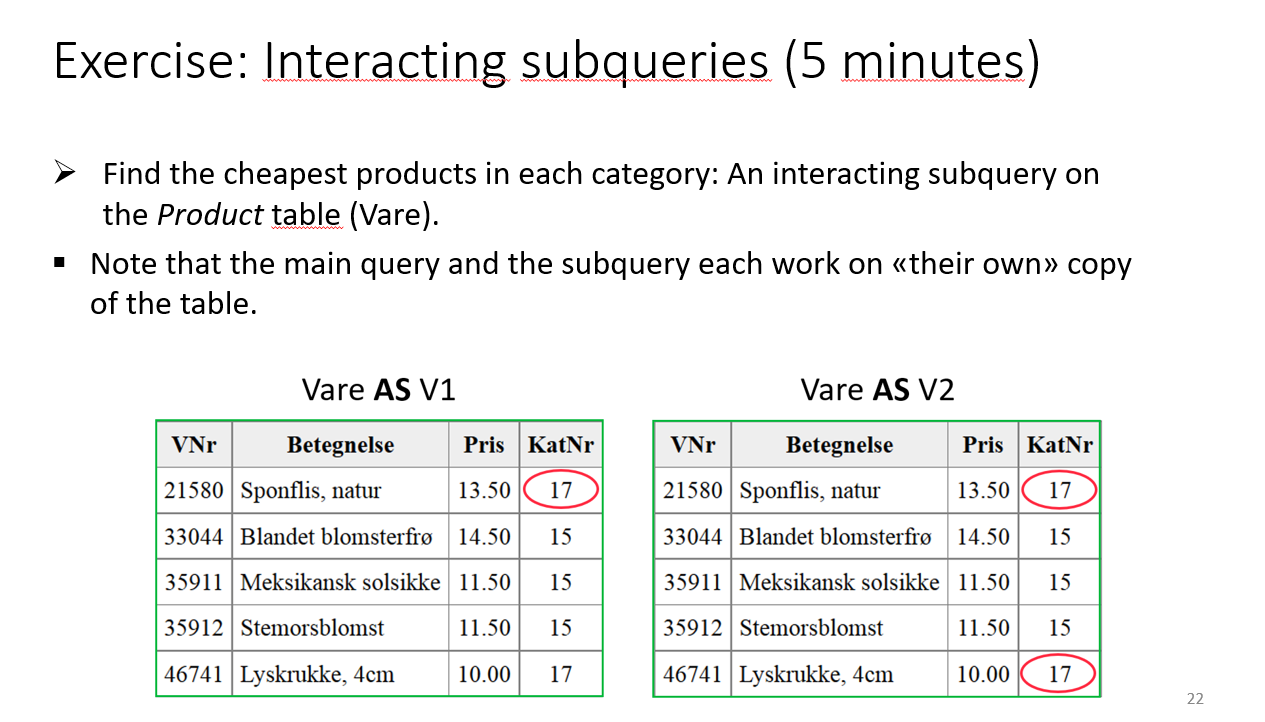 Exercise: Interacting subqueries (5 minutes)
➢ Find the cheapest products in each category: An interacting subquery on
the Product table (Vare).
▪ Note that the main query and the subquery each work on «their own» copy
of the table.
Vare AS V1
VNr Betegnelse Pris KatNr
21580 Sponflis, natur 13.50 17
33044 Blandet blomsterfrø 14.50 15
35911 Meksikansk solsikke 11.50 15
35912 Stemorsblomst 11.50 15
46741 Lyskrukke, 4cm 10.00 17
Vare AS V2
VNr Betegnelse Pris KatNr
21580 Sponflis, natur 13.50 17
33044 Blandet blomsterfrø 14.50 15
35911 Meksikansk solsikke 11.50 15
35912 Stemorsblomst 11.50 15
46741 Lyskrukke, 4cm 10.00 17
22